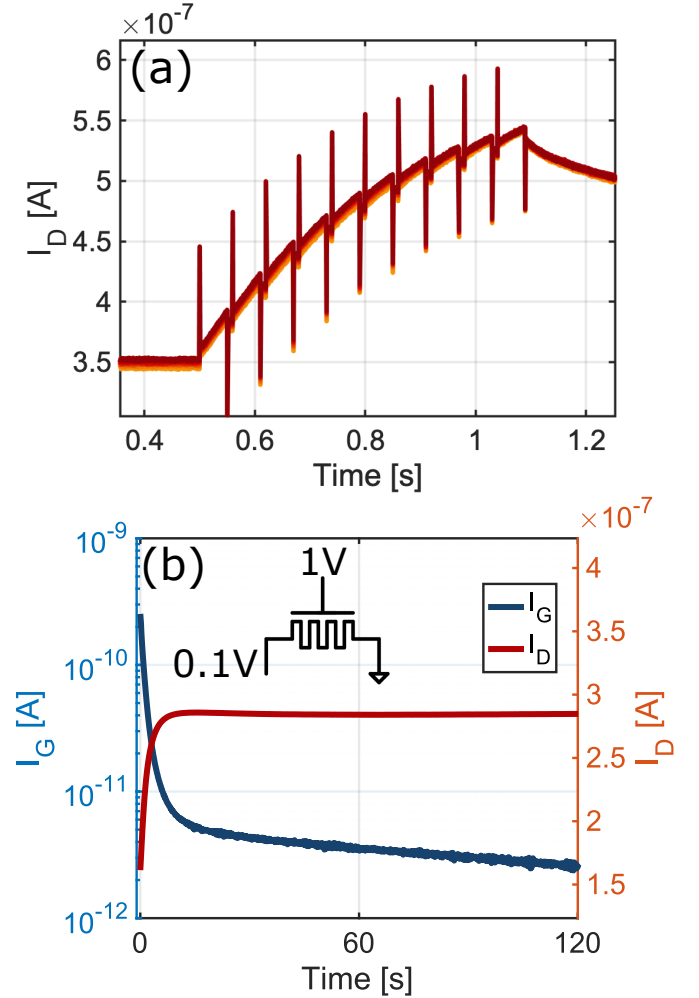 ×10⁻⁷
(a)
6
5.5
5
4.5
4
3.5
I_D [A]
0.4 0.6 0.8 1 1.2
Time [s]
×10⁻⁷
(b)
10⁻⁹
10⁻¹⁰
10⁻¹¹
10⁻¹²
I_G [A]
1V
0.1V
I_G
I_D
4
3.5
3
2.5
2
1.5
I_D [A]
0 60 120
Time [s]